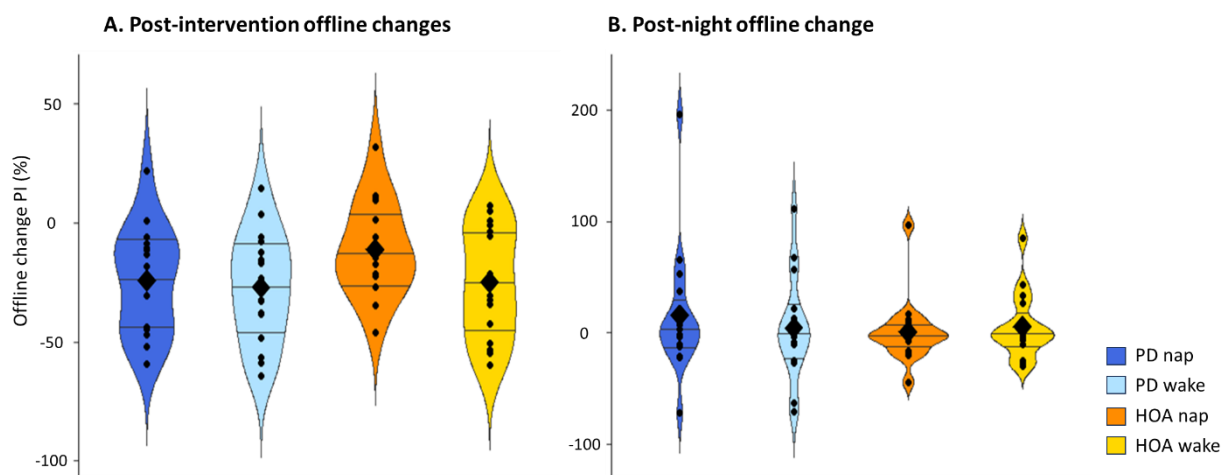 A. Post-intervention offline changes
B. Post-night offline change
Offline change PI (%)
50
0
-50
-100
200
100
0
-100
PD nap
PD wake
HOA nap
HOA wake